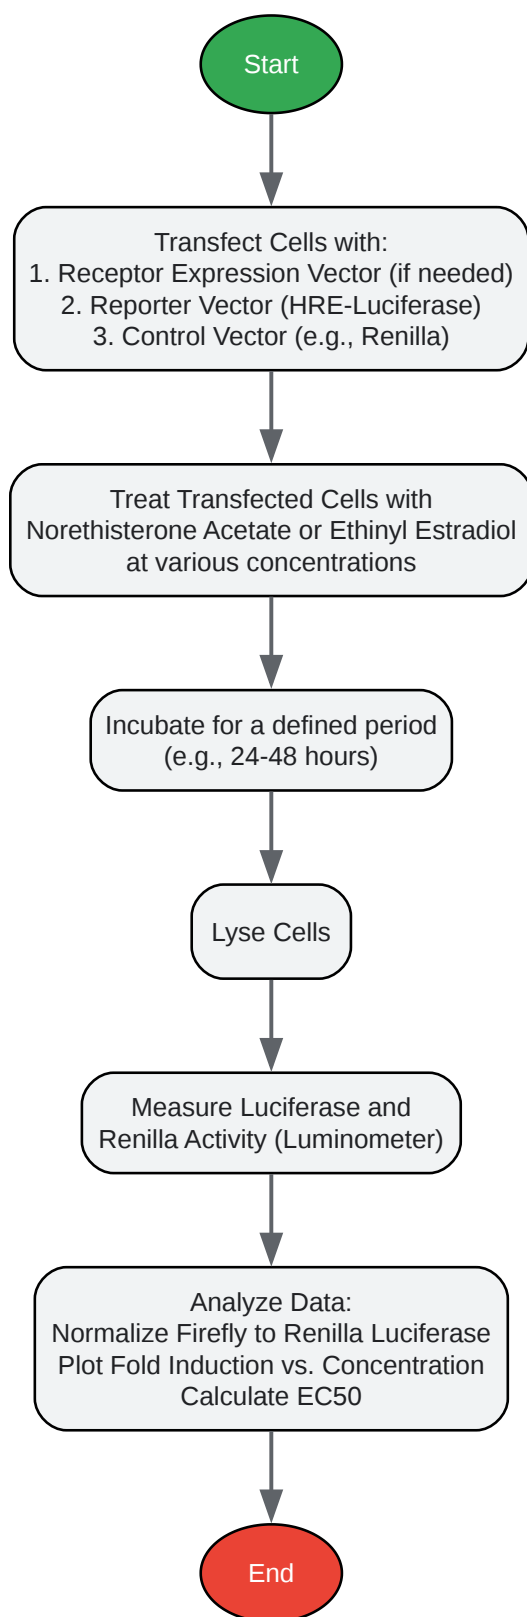 Start
Transfect Cells with:
1. Receptor Expression Vector (if needed)
2. Reporter Vector (HRE-Luciferase)
3. Control Vector (e.g., Renilla)
Treat Transfected Cells with
Norethisterone Acetate or Ethinyl Estradiol
at various concentrations
Incubate for a defined period
(e.g., 24-48 hours)
Lyse Cells
Measure Luciferase and
Renilla Activity (Luminometer)
Analyze Data:
Normalize Firefly to Renilla Luciferase
Plot Fold Induction vs. Concentration
Calculate EC50
End